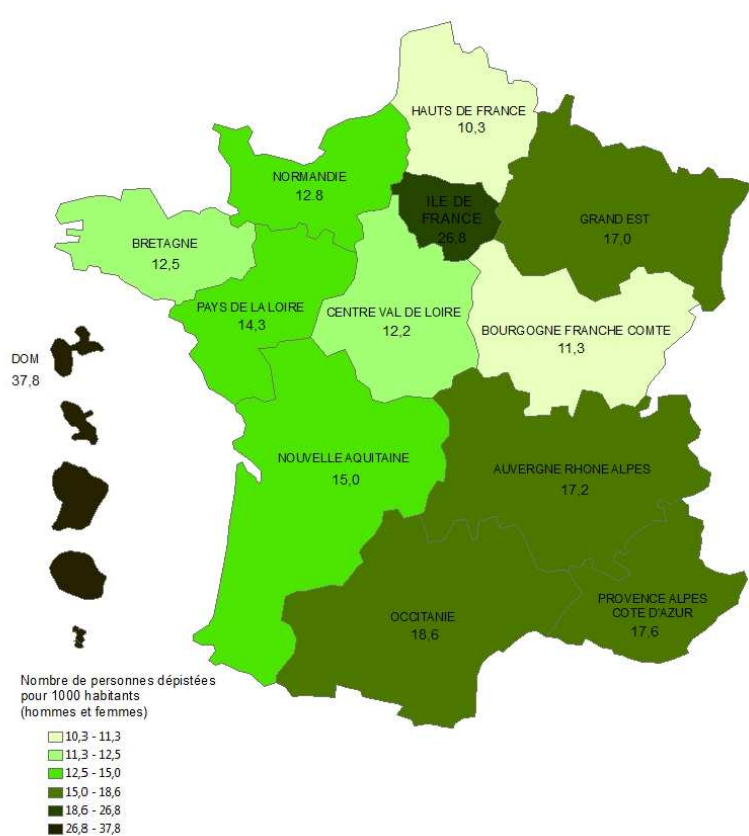 HAUTS DE FRANCE
10,3
NORMANDIE
12.8
ILE DE
FRANCE
26,8
GRAND EST
17,0
BRETAGNE
12,5
PAYS DE LA LOIRE
14,3
CENTRE VAL DE LOIRE
12,2
BOURGOGNE FRANCHE COMTE
11,3
DOM
37,8
NOUVELLE AQUITAINE
15,0
AUVERGNE RHONE ALPES
17,2
OCCITANIE
18,6
PROVENCE ALPES
COTE D'AZUR
17,6
Nombre de personnes dépistées
pour 1000 habitants
(hommes et femmes)
10,3 - 11,3
11,3 - 12,5
12,5 - 15,0
15,0 - 18,6
18,6 - 26,8
26,8 - 37,8